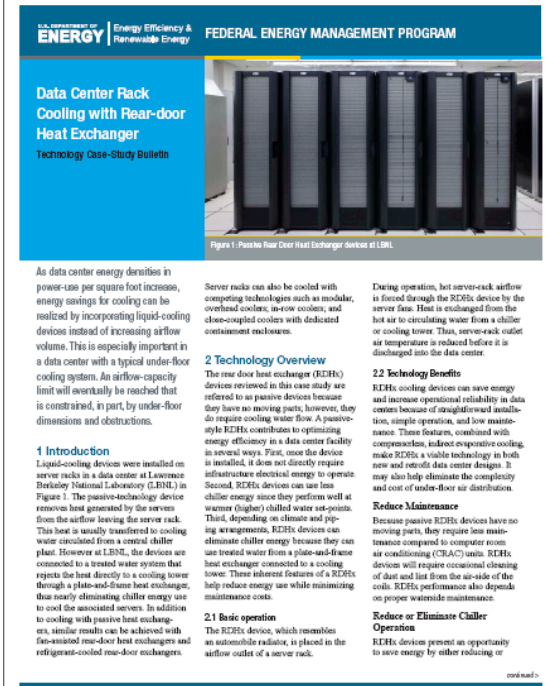 U.S. DEPARTMENT OF
ENERGY
Energy Efficiency &
Renewable Energy
FEDERAL ENERGY MANAGEMENT PROGRAM
Data Center Rack
Cooling with Rear-door
Heat Exchanger
Technology Case-Study Bulletin
Figure 1: Passive Rear Door Heat Exchanger devices at LBNL
As data center energy densities in
power-use per square foot increase,
energy savings for cooling can be
realized by incorporating liquid-cooling
devices instead of increasing airflow
volume. This is especially important in
a data center with a typical under-floor
cooling system. An airflow-capacity
limit will eventually be reached that
is constrained, in part, by under-floor
dimensions and obstructions.
1 Introduction
Liquid-cooling devices were installed on
server racks in a data center at Lawrence
Berkeley National Laboratory (LBNL) in
Figure 1. The passive-technology device
removes heat generated by the servers
from the airflow leaving the server rack.
This heat is usually transferred to cooling
water circulated from a central chiller
plant. However at LBNL, the devices are
connected to a treated water system that
rejects the heat directly to a cooling tower
through a plate-and-frame heat exchanger,
thus nearly eliminating chiller energy use
to cool the associated servers. In addition
to cooling with passive heat exchang-
ers, similar results can be achieved with
fan-assisted rear-door heat exchangers and
refrigerant-cooled rear-door exchangers.
Server racks can also be cooled with
competing technologies such as modular,
overhead coolers; in-row coolers; and
close-coupled coolers with dedicated
containment enclosures.
2 Technology Overview
The rear door heat exchanger (RDHx)
devices reviewed in this case study are
referred to as passive devices because
they have no moving parts; however, they
do require cooling water flow. A passive-
style RDHx contributes to optimizing
energy efficiency in a data center facility
in several ways. First, once the device
is installed, it does not directly require
infrastructure electrical energy to operate.
Second, RDHx devices can use less
chiller energy since they perform well at
warmer (higher) chilled water set-points.
Third, depending on climate and pip-
ing arrangements, RDHx devices can
eliminate chiller energy because they can
use treated water from a plate-and-frame
heat exchanger connected to a cooling
tower. These inherent features of a RDHx
help reduce energy use while minimizing
maintenance costs.
2.1 Basic operation
The RDHx device, which resembles
an automobile radiator, is placed in the
airflow outlet of a server rack.
During operation, hot server-rack airflow
is forced through the RDHx device by the
server fans. Heat is exchanged from the
hot air to circulating water from a chiller
or cooling tower. Thus, server-rack outlet
air temperature is reduced before it is
discharged into the data center.
2.2 Technology Benefits
RDHx cooling devices can save energy
and increase operational reliability in data
centers because of straightforward installa-
tion, simple operation, and low mainte-
nance. These features, combined with
compressorless, indirect evaporative cooling,
make RDHx a viable technology in both
new and retrofit data center designs. It
may also help eliminate the complexity
and cost of under-floor air distribution.
Reduce Maintenance
Because passive RDHx devices have no
moving parts, they require less main-
tenance compared to computer room
air conditioning (CRAC) units. RDHx
devices will require occasional cleaning
of dust and lint from the air-side of the
coils. RDHx performance also depends
on proper waterside maintenance.
Reduce or Eliminate Chiller
Operation
RDHx devices present an opportunity
to save energy by either reducing or
continued >